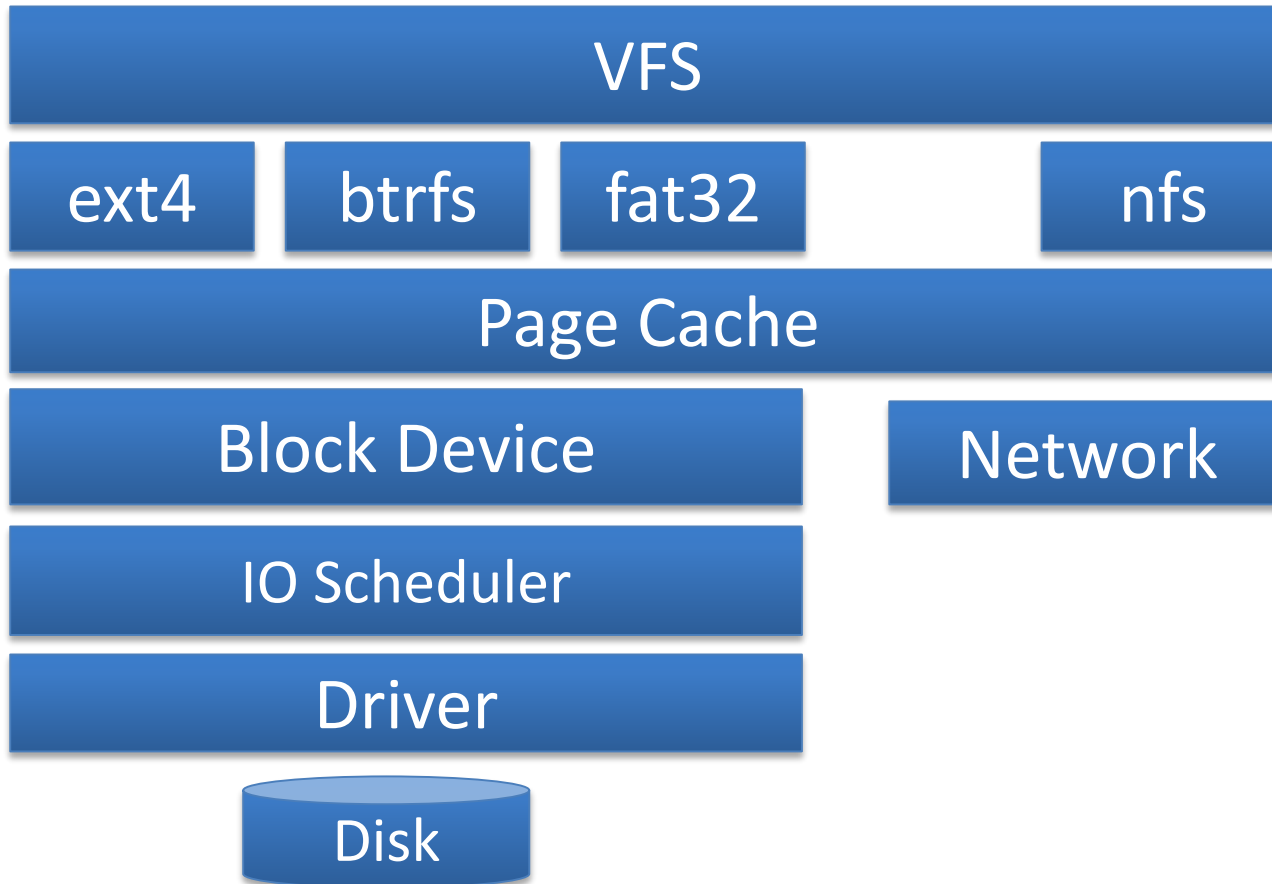 VFS
ext4
btrfs
fat32
nfs
Page Cache
Block Device
Network
IO Scheduler
Driver
Disk